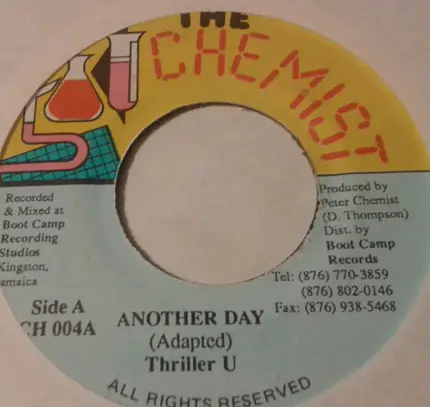 THE
CHEMIST
Recorded
& Mixed at
Boot Camp
Recording
Studios
Kingston,
Jamaica
Produced by
Peter Chemist
(D. Thompson)
Dist. by
Boot Camp
Records
Tel: (876) 770-3859
(876) 802-0146
Fax: (876) 938-5468
Side A
CH 004A
ANOTHER DAY
(Adapted)
Thriller U
ALL RIGHTS RESERVED